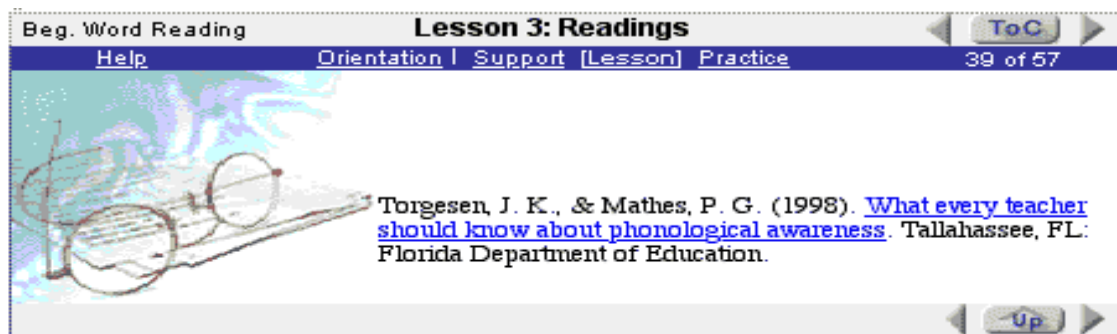 Beg. Word Reading Lesson 3: Readings ToC
Help Orientation | Support [Lesson] Practice 39 of 57
Torgesen, J. K., & Mathes, P. G. (1998). What every teacher
should know about phonological awareness. Tallahassee, FL:
Florida Department of Education.
Up